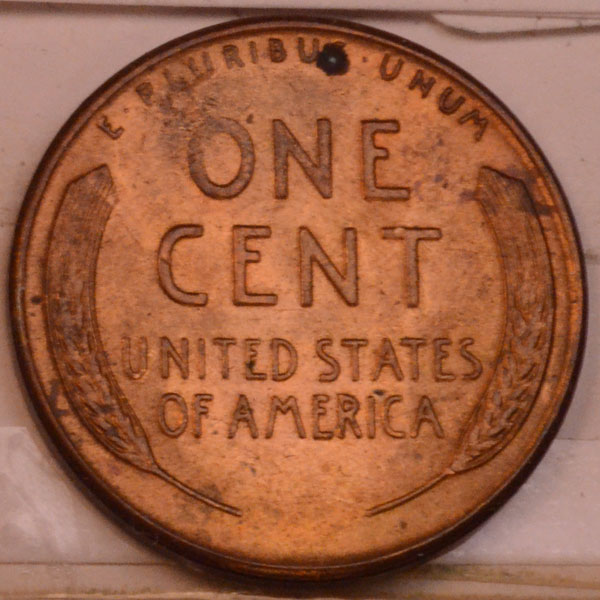 E PLURIBUS · UNUM
ONE
CENT
UNITED STATES
OF AMERICA